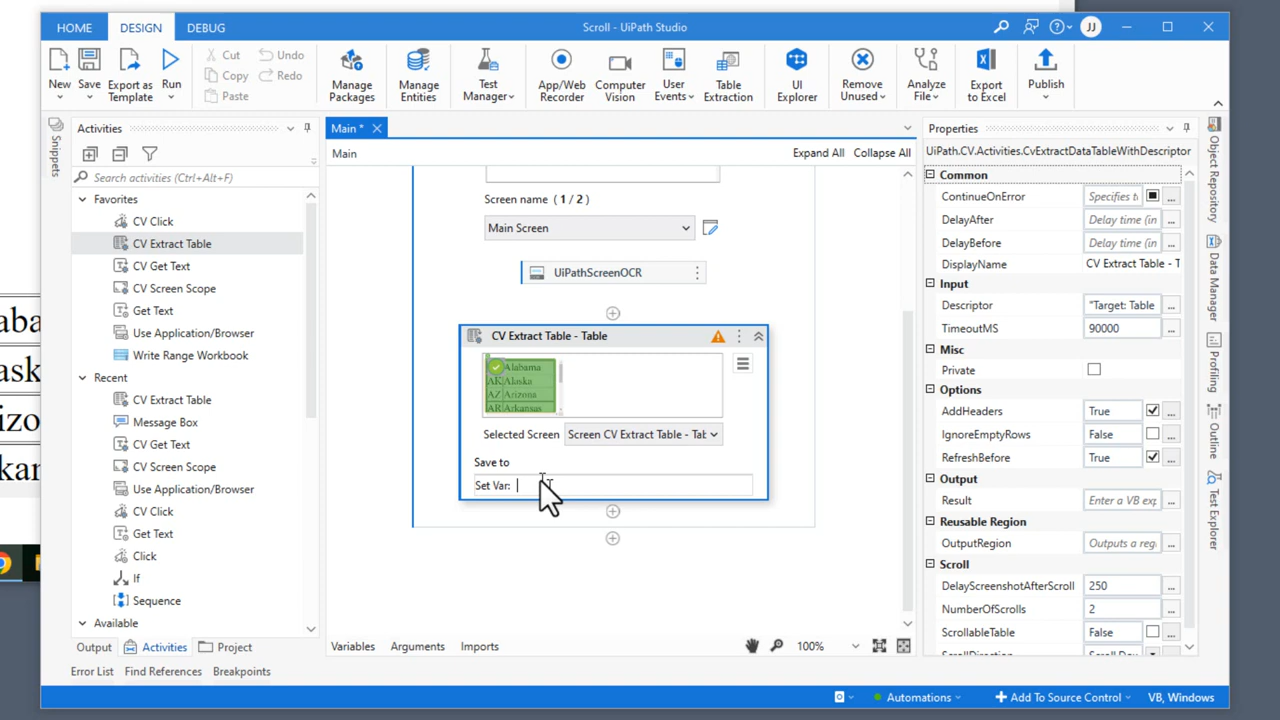 HOME
DESIGN
DEBUG
Scroll - UiPath Studio
JJ
New
Save
Export as Template
Run
Cut
Copy
Paste
Undo
Redo
Manage Packages
Manage Entities
Test Manager
App/Web Recorder
Computer Vision
User Events
Table Extraction
UI Explorer
Remove Unused
Analyze File
Export to Excel
Publish
Snippets
Activities
Search activities (Ctrl+Alt+F)
Favorites
CV Click
CV Extract Table
CV Get Text
CV Screen Scope
Get Text
Use Application/Browser
Write Range Workbook
Recent
CV Extract Table
Message Box
CV Get Text
CV Screen Scope
Use Application/Browser
CV Click
Get Text
Click
If
Sequence
Available
Output
Activities
Project
Error List
Find References
Breakpoints
Main *
Main
Expand All
Collapse All
Screen name ( 1 / 2 )
Main Screen
UiPathScreenOCR
CV Extract Table - Table
Alabama
AK Alaska
AZ Arizona
AR Arkansas
Selected Screen
Screen CV Extract Table - Tab
Save to
Set Var:
Variables
Arguments
Imports
100%
Properties
UiPath.CV.Activities.CvExtractDataTableWithDescriptor
Common
ContinueOnError
Specifies t
DelayAfter
Delay time (in
DelayBefore
Delay time (in
DisplayName
CV Extract Table - T
Input
Descriptor
"Target: Table
TimeoutMS
90000
Misc
Private
Options
AddHeaders
True
IgnoreEmptyRows
False
RefreshBefore
True
Output
Result
Enter a VB ex
Reusable Region
OutputRegion
Outputs a reg
Scroll
DelayScreenshotAfterScroll
250
NumberOfScrolls
2
ScrollableTable
False
Object Repository
Data Manager
Profiling
Outline
Test Explorer
Automations
Add To Source Control
VB, Windows